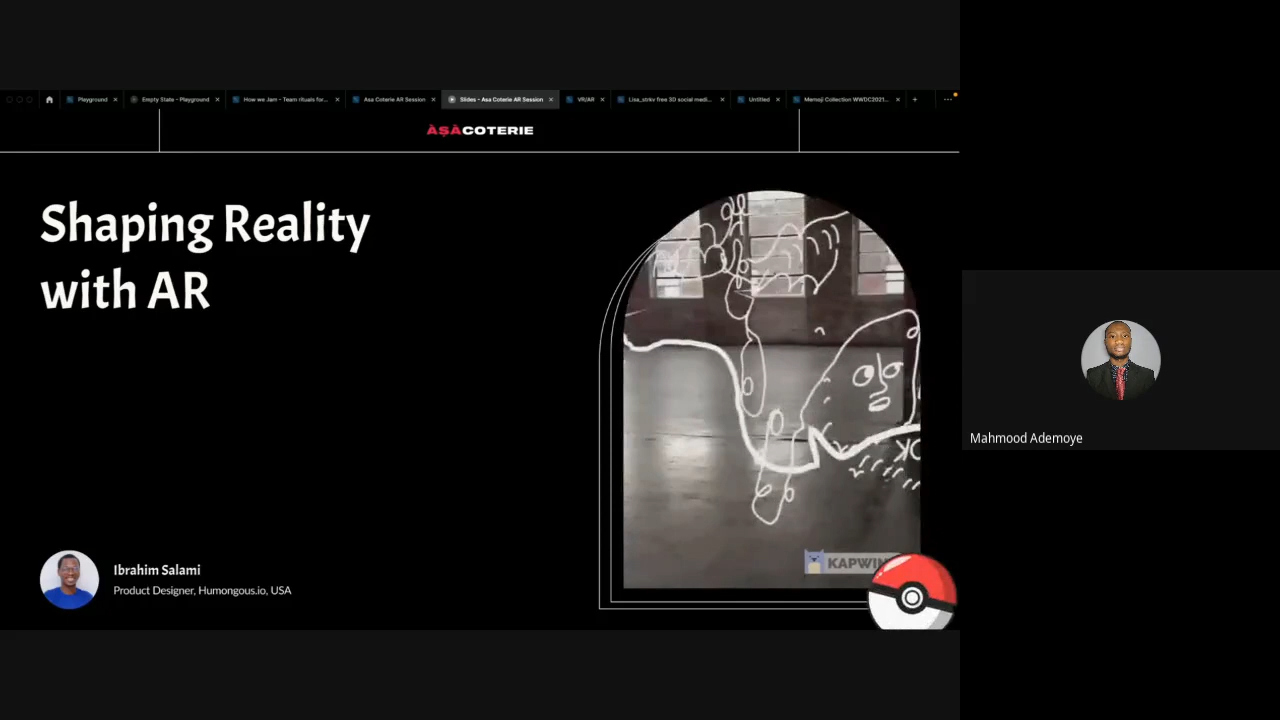 Playground
Empty State - Playground
How we Jam - Team rituals for...
Asa Coterie AR Session
Slides - Asa Coterie AR Session
VR/AR
Lisa_strkv free 3D social medi...
Untitled
Memoji Collection WWDC2021...
ÀṢÀCOTERIE
Shaping Reality
with AR
KAPWIN
Ibrahim Salami
Product Designer, Humongous.io, USA
Mahmood Ademoye